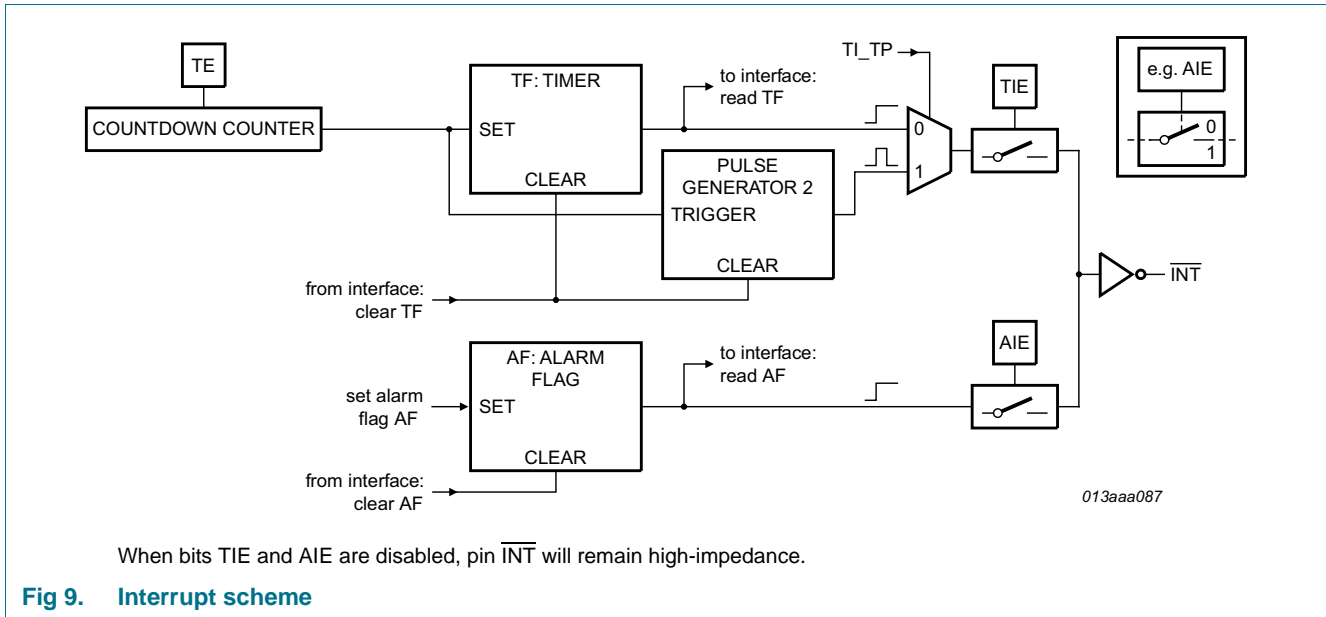 TE
COUNTDOWN COUNTER
TF: TIMER
SET
CLEAR
to interface:
read TF
TI_TP
0
1
TIE
e.g. AIE
0
1
PULSE
GENERATOR 2
TRIGGER
CLEAR
from interface:
clear TF
INT
AF: ALARM
FLAG
SET
CLEAR
to interface:
read AF
AIE
set alarm
flag AF
from interface:
clear AF
013aaa087
When bits TIE and AIE are disabled, pin INT will remain high-impedance.
Fig 9. Interrupt scheme